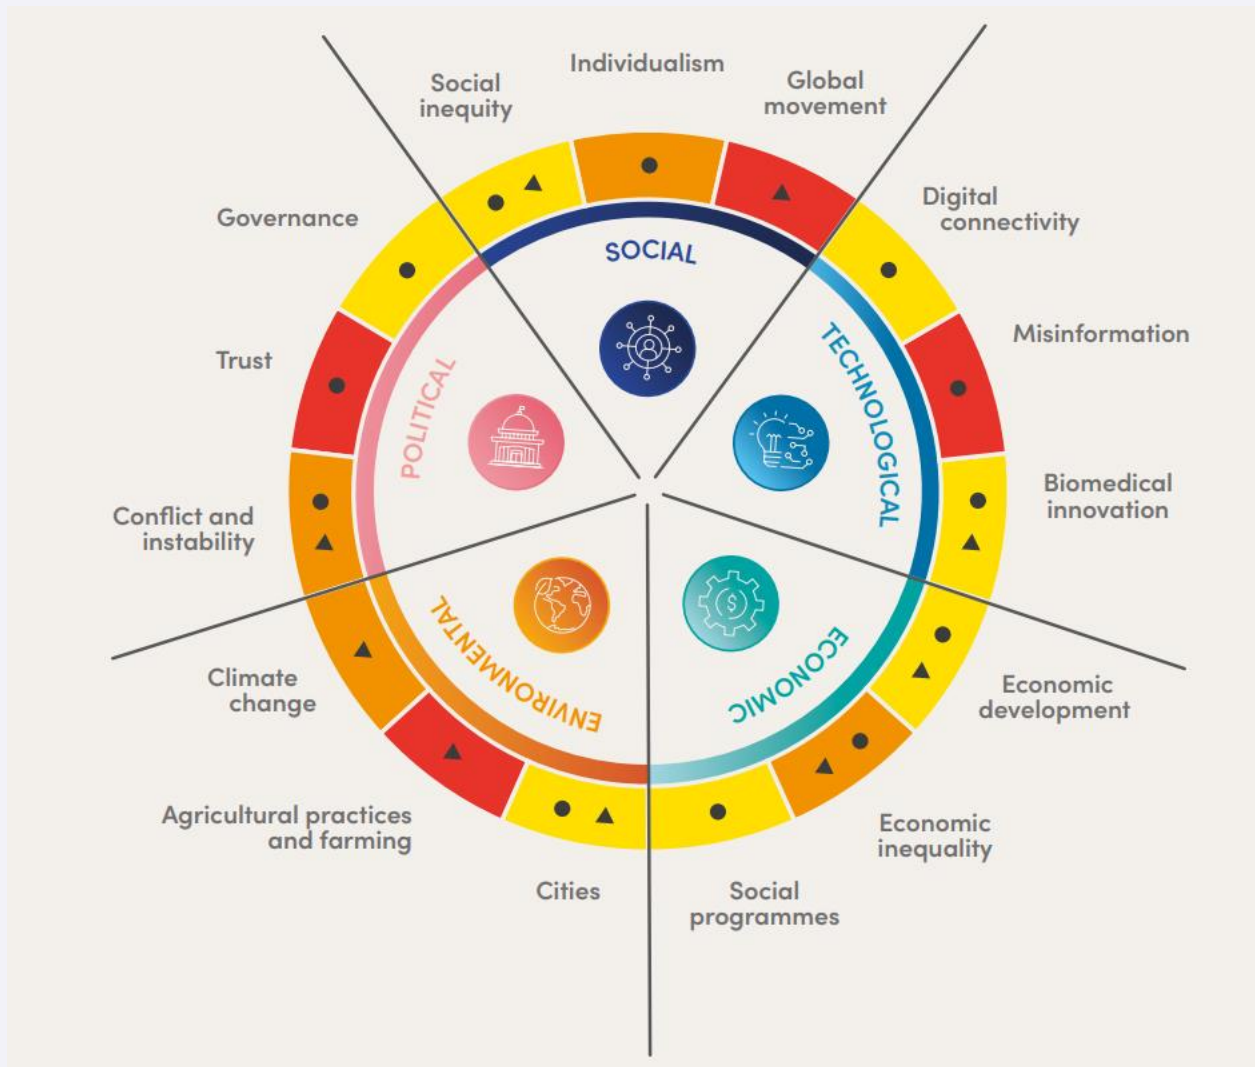 Individualism
Social
inequity
Global
movement
Digital
connectivity
Governance
SOCIAL
Misinformation
TECHNOLOGICAL
Trust
POLITICAL
Biomedical
innovation
Conflict and
instability
$
ENVIRONMENTAL
ECONOMIC
Climate
change
Economic
development
Agricultural practices
and farming
Economic
inequality
Cities
Social
programmes